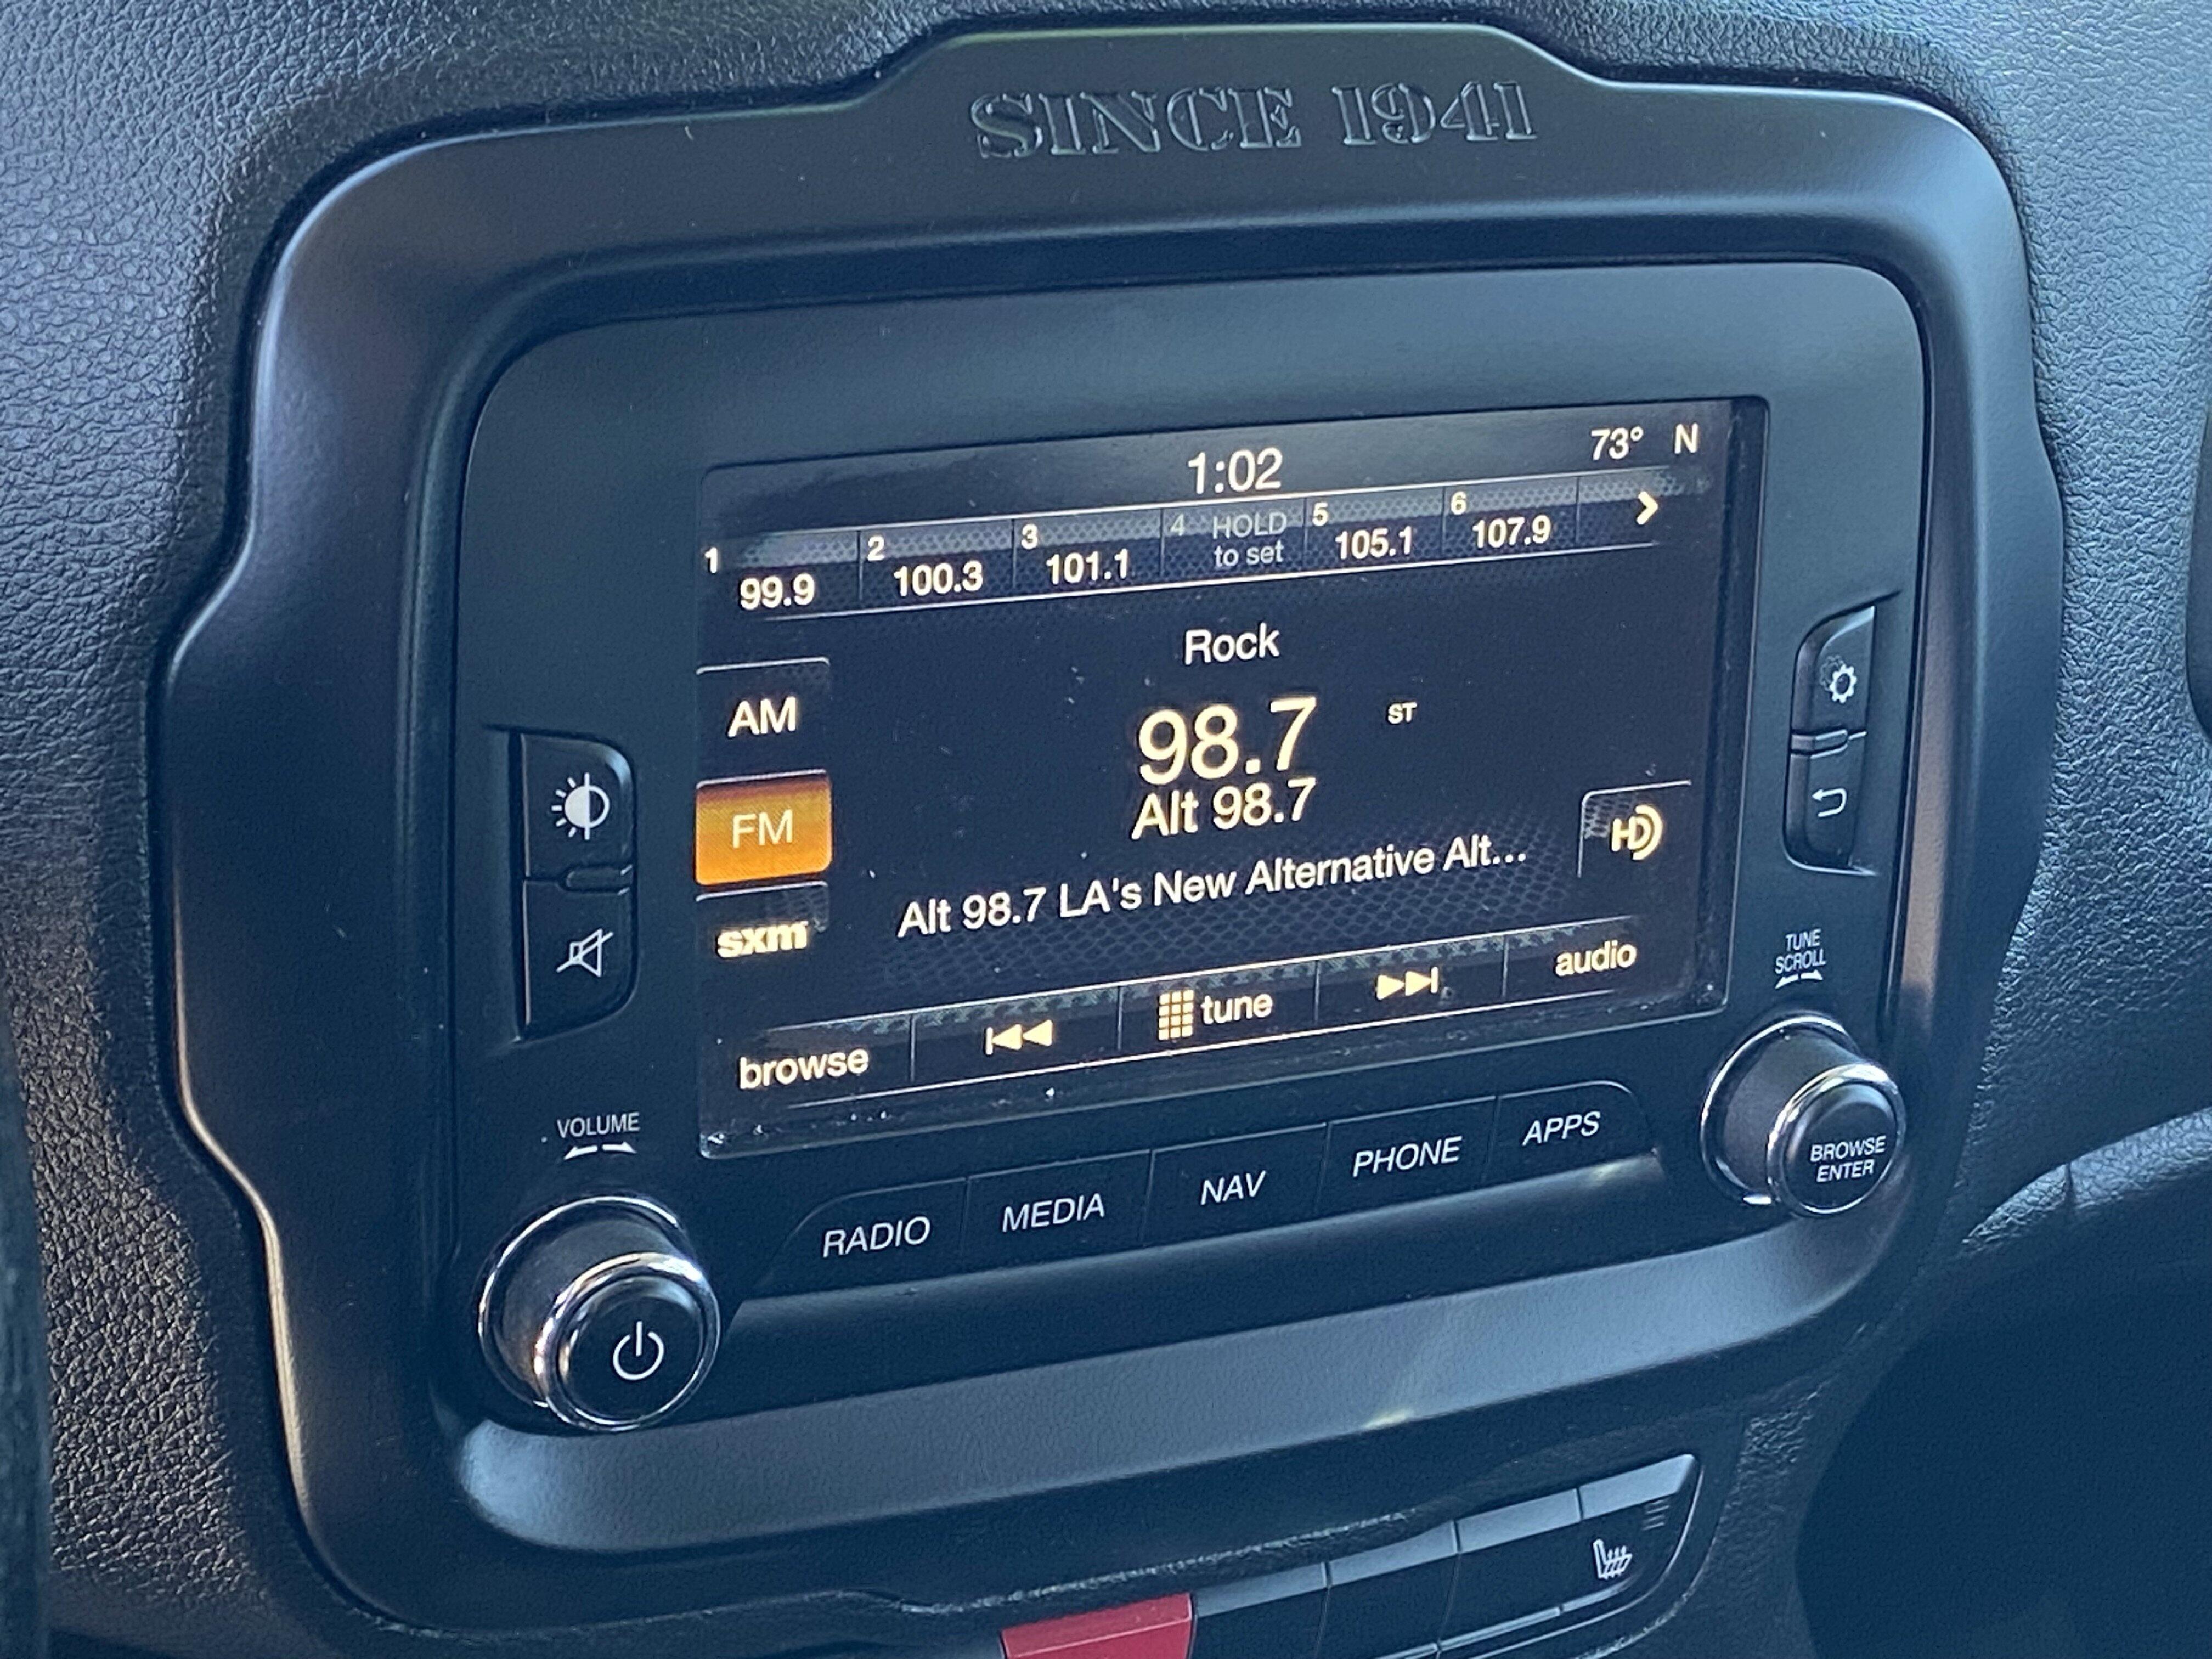 SINCE 1941
1:02
73° N
1 99.9
2 100.3
3 101.1
4 HOLD
to set
5 105.1
6 107.9
Rock
AM
98.7 ST
FM
Alt 98.7
HD
Alt 98.7 LA's New Alternative Alt...
sxm
browse
tune
audio
TUNE
SCROLL
VOLUME
RADIO
MEDIA
NAV
PHONE
APPS
BROWSE
ENTER